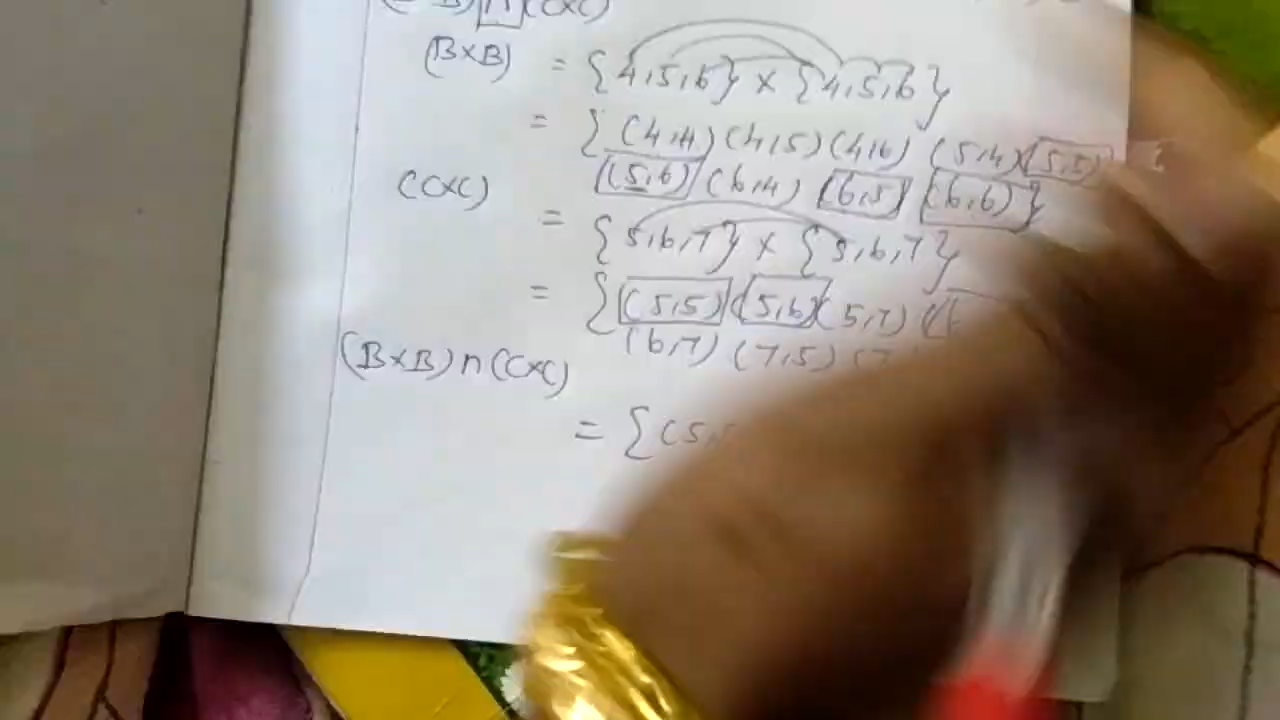 ∩ (C×C)
(B×B) = {4,5,6} × {4,5,6}
= { (4,4) (4,5) (4,6) (5,4) (5,5)
(5,6) (6,4) (6,5) (6,6) }
(C×C)
= {5,6,7} × {5,6,7}
= { (5,5) (5,6) (5,7)
(6,7) (7,5)
(B×B) ∩ (C×C)
= { (5,